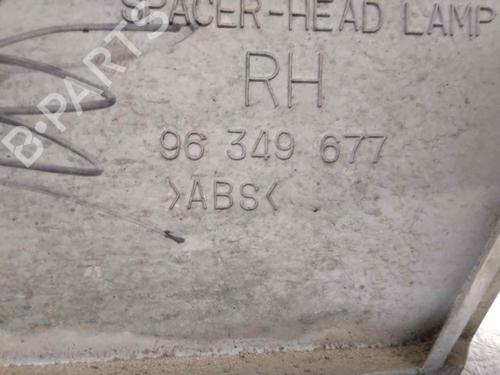 SPACER-HEAD LAMP
RH
96 349 677
>ABS<
B-PARTS